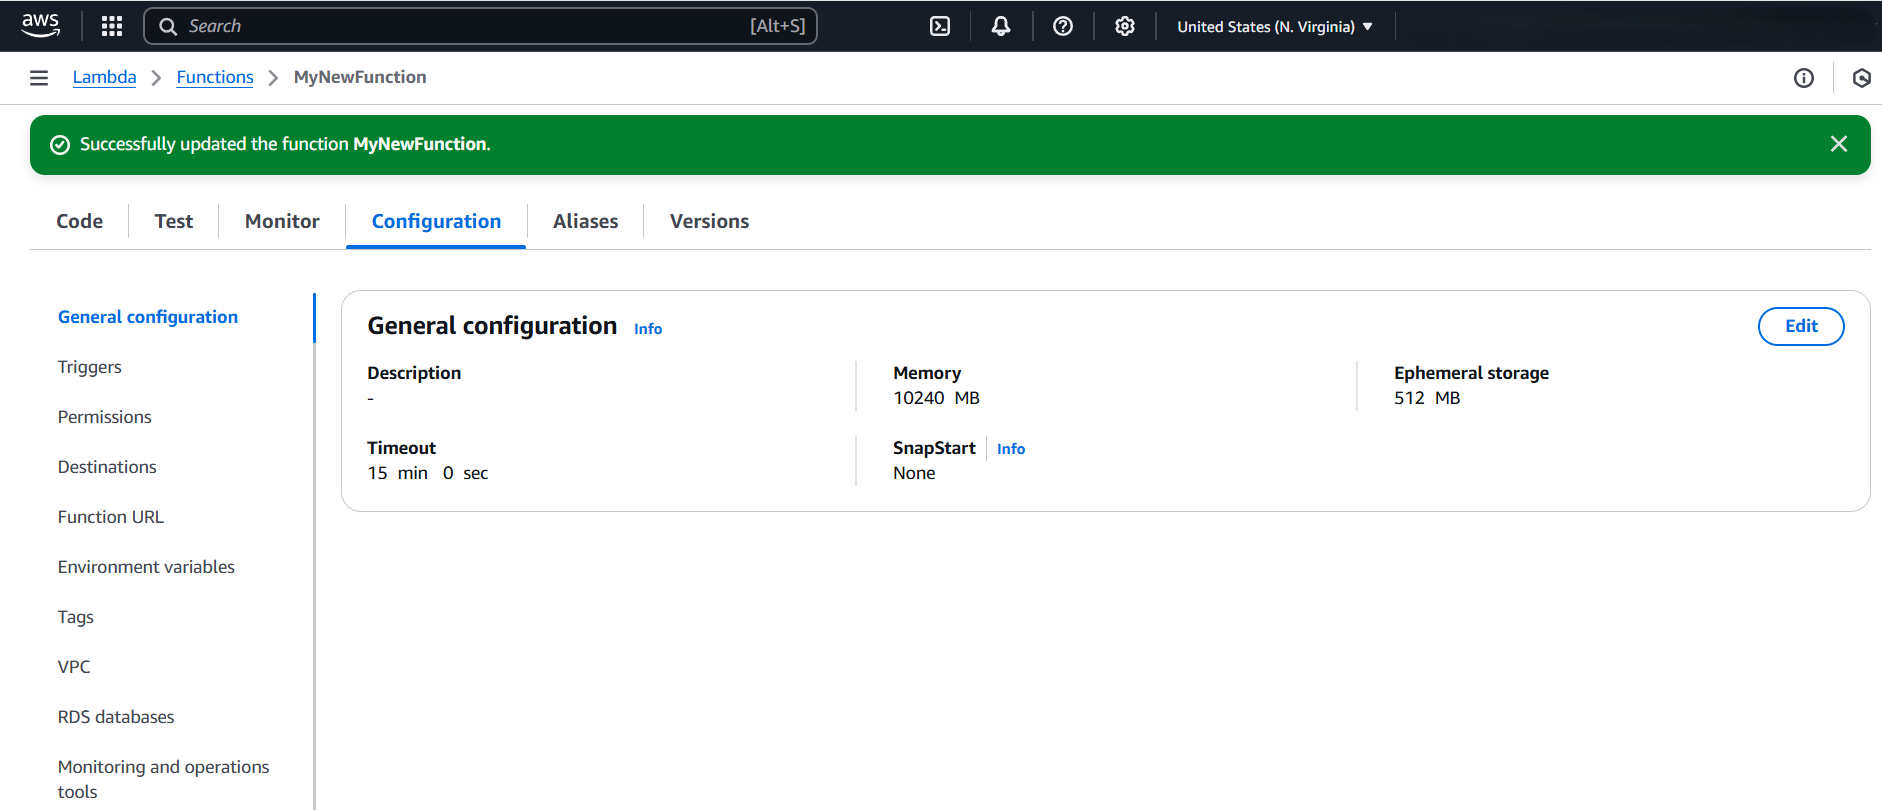 aws
Search [Alt+S] United States (N. Virginia)
Lambda Functions MyNewFunction
Successfully updated the function MyNewFunction.
Code Test Monitor Configuration Aliases Versions
General configuration
Triggers
Permissions
Destinations
Function URL
Environment variables
Tags
VPC
RDS databases
Monitoring and operations
tools
General configuration Info Edit
Description
-
Memory
10240 MB
Ephemeral storage
512 MB
Timeout
15 min 0 sec
SnapStart Info
None